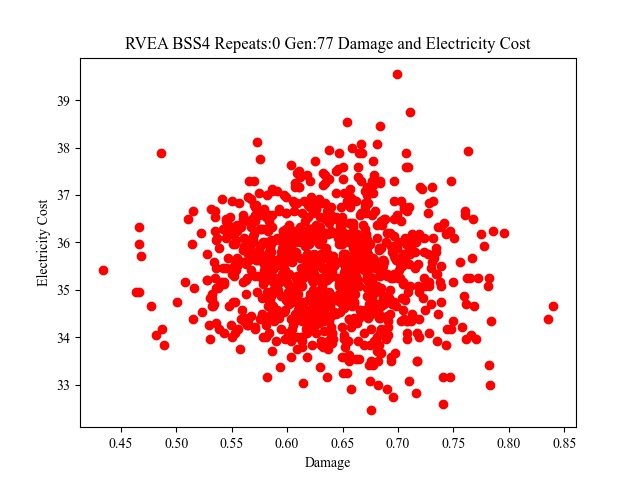 RVEA BSS4 Repeats:0 Gen:77 Damage and Electricity Cost
39
38
37
36
35
34
33
Electricity Cost
0.45 0.50 0.55 0.60 0.65 0.70 0.75 0.80 0.85
Damage